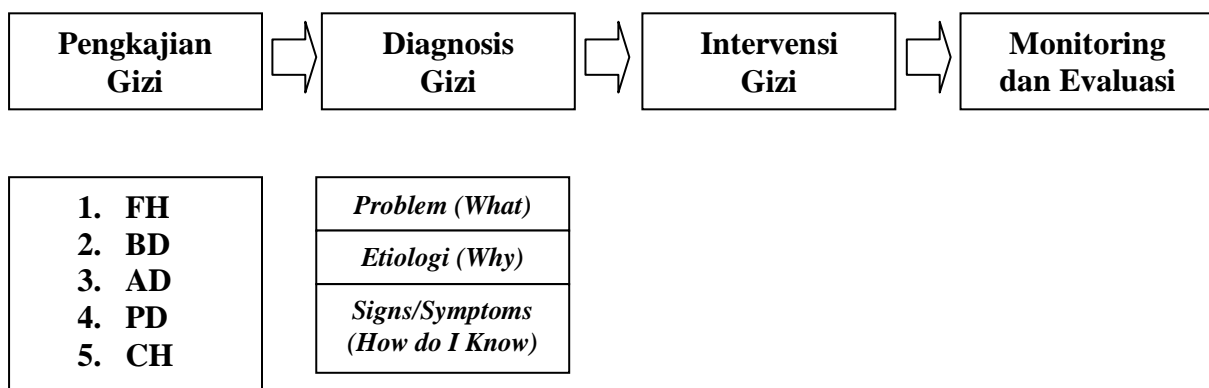 Pengkajian
Gizi
Diagnosis
Gizi
Intervensi
Gizi
Monitoring
dan Evaluasi
1. FH
2. BD
3. AD
4. PD
5. CH
Problem (What)
Etiologi (Why)
Signs/Symptoms
(How do I Know)